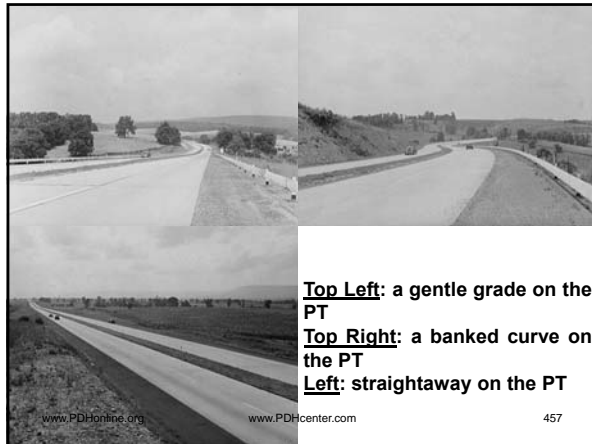 Top Left: a gentle grade on the
PT
Top Right: a banked curve on
the PT
Left: straightaway on the PT
www.PDHonline.org www.PDHcenter.com 457